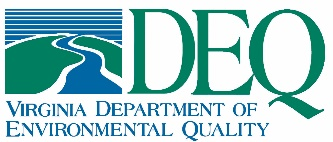 DEQ
VIRGINIA DEPARTMENT OF
ENVIRONMENTAL QUALITY